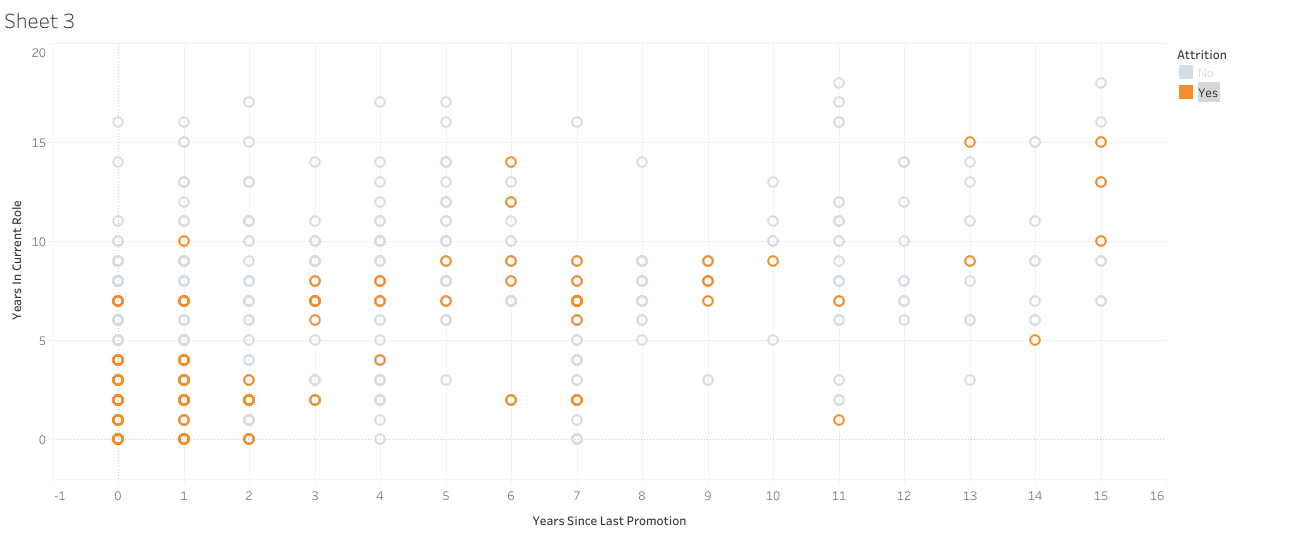 Sheet 3
Attrition
No
Yes
20
15
10
5
0
Years In Current Role
-1 0 1 2 3 4 5 6 7 8 9 10 11 12 13 14 15 16
Years Since Last Promotion